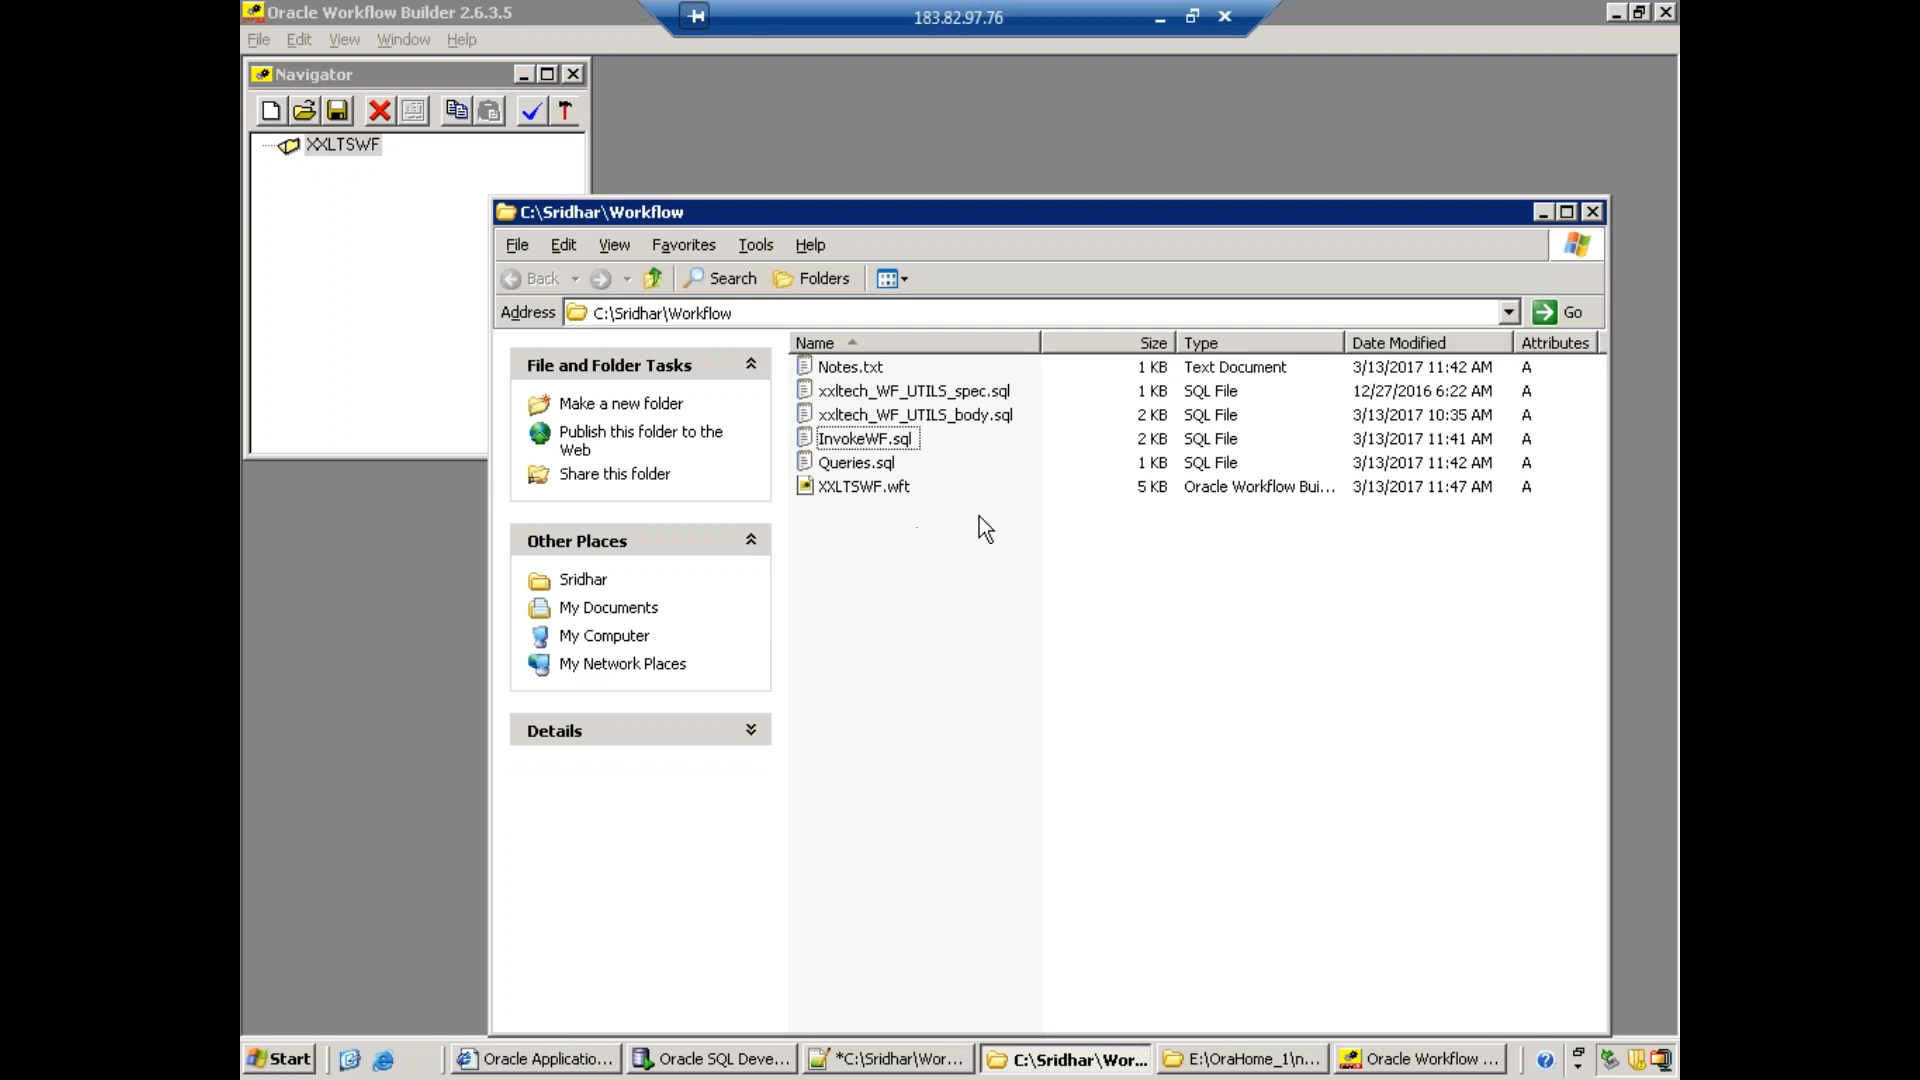 Oracle Workflow Builder 2.6.3.5
183.82.97.76
File Edit View Window Help
Navigator
XXLTSWF
C:\Sridhar\Workflow
File Edit View Favorites Tools Help
Back Search Folders
Address C:\Sridhar\Workflow Go
Name Size Type Date Modified Attributes
File and Folder Tasks
Make a new folder
Publish this folder to the
Web
Share this folder
Other Places
Sridhar
My Documents
My Computer
My Network Places
Details
Notes.txt 1 KB Text Document 3/13/2017 11:42 AM A
xxltech_WF_UTILS_spec.sql 1 KB SQL File 12/27/2016 6:22 AM A
xxltech_WF_UTILS_body.sql 2 KB SQL File 3/13/2017 10:35 AM A
InvokeWF.sql 2 KB SQL File 3/13/2017 11:41 AM A
Queries.sql 1 KB SQL File 3/13/2017 11:42 AM A
XXLTSWF.wft 5 KB Oracle Workflow Bui... 3/13/2017 11:47 AM A
Start Oracle Applicatio... Oracle SQL Deve... *C:\Sridhar\Wor... C:\Sridhar\Wor... E:\OraHome_1\n... Oracle Workflow ...